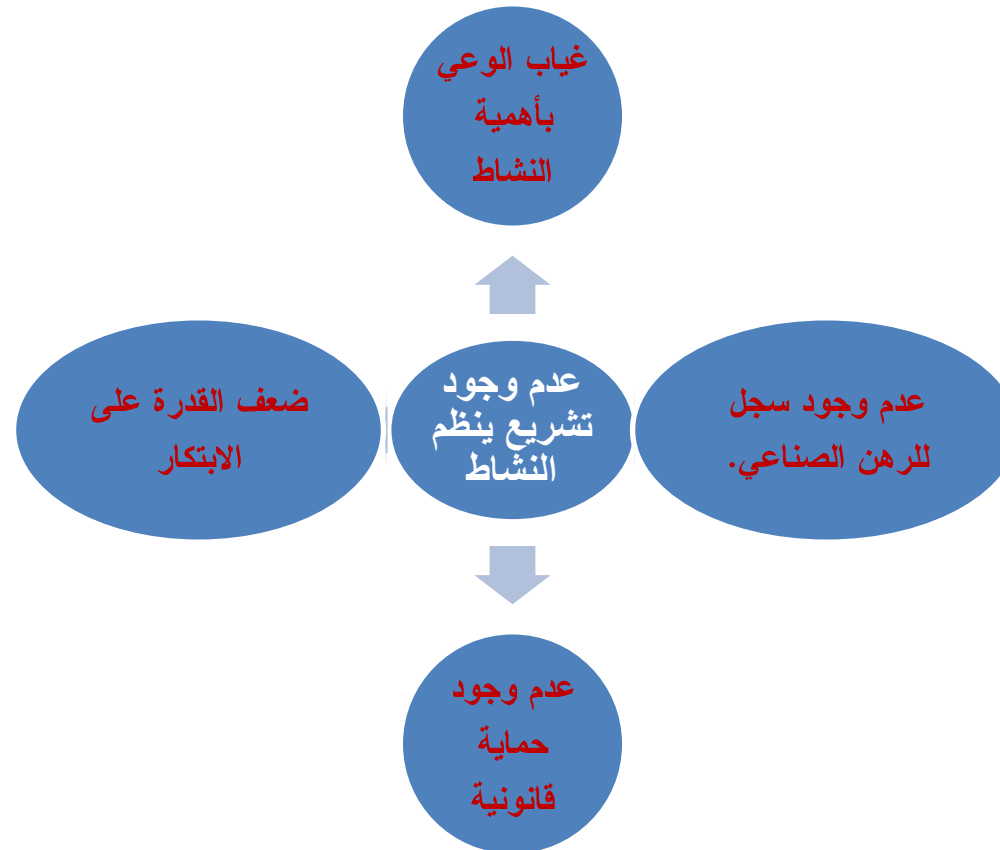 غياب الوعي
بأهمية
النشاط
عدم وجود سجل
للرهن الصناعي.
عدم وجود
تشريع ينظم
النشاط
ضعف القدرة على
الابتكار
عدم وجود
حماية
قانونية